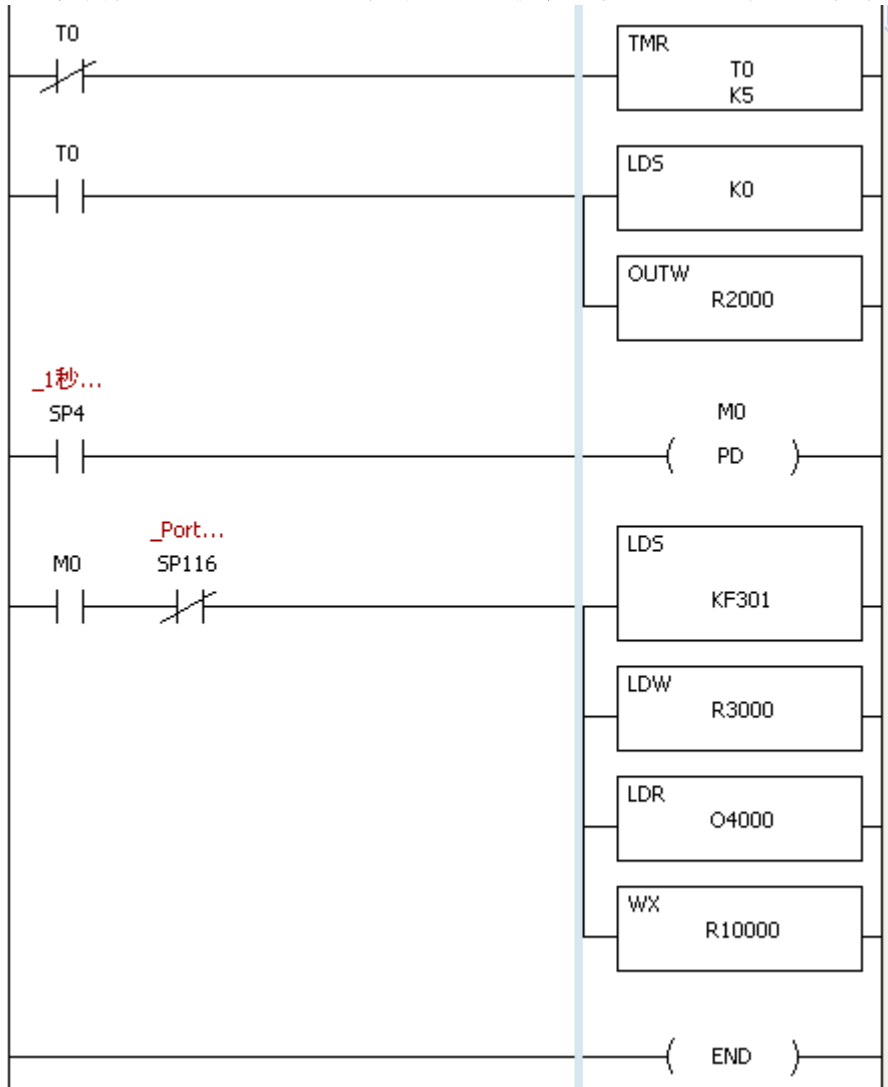 T0
TMR
T0
K5
T0
LDS
K0
OUTW
R2000
_1秒...
SP4
M0
PD
_Port...
M0
SP116
LDS
KF301
LDW
R3000
LDR
O4000
WX
R10000
END